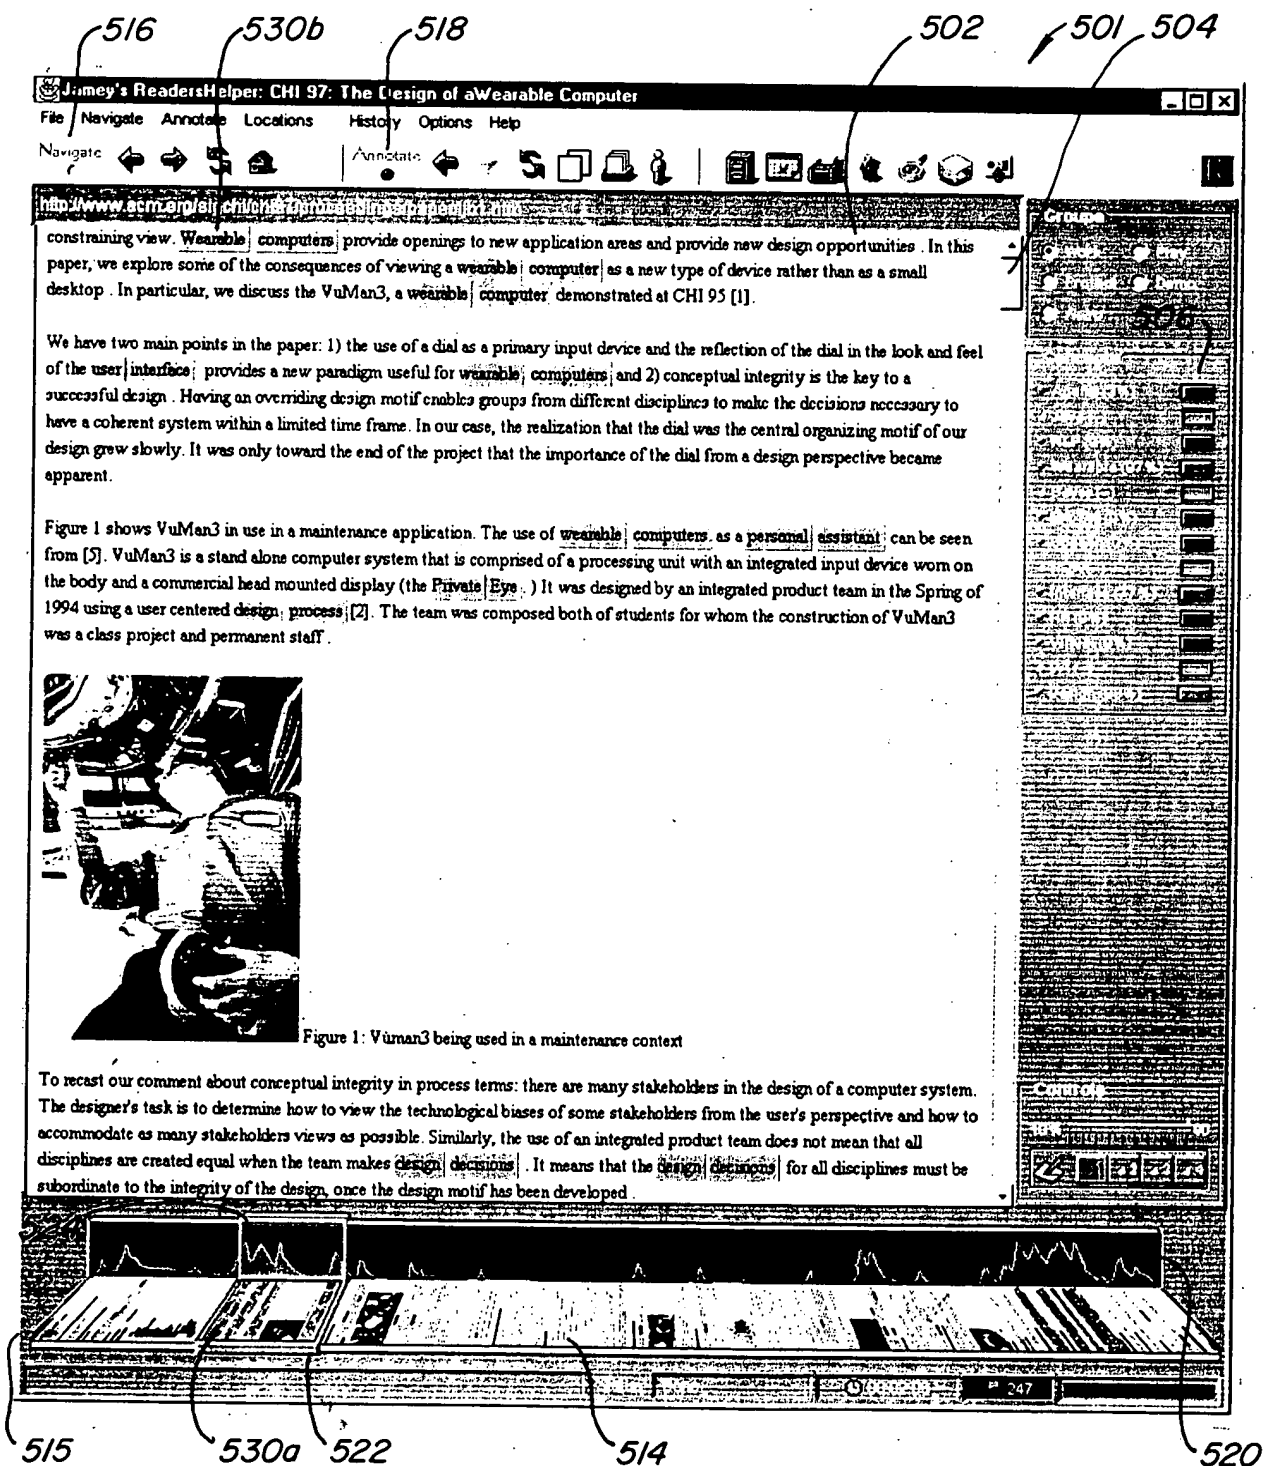 516 530b 518 502 501 504
Jamey's ReadersHelper: CHI 97: The Design of aWearable Computer
File Navigate Annotate Locations History Options Help
Navigate Annotate
Groups
constraining view. Wearable computers provide openings to new application areas and provide new design opportunities . In this
paper, we explore some of the consequences of viewing a wearable computer as a new type of device rather than as a small
desktop . In particular, we discuss the VuMan3, a wearable computer demonstrated at CHI 95 [1].
506
We have two main points in the paper: 1) the use of a dial as a primary input device and the reflection of the dial in the look and feel
of the user interface provides a new paradigm useful for wearable computers and 2) conceptual integrity is the key to a
successful design . Having an overriding design motif enables groups from different disciplines to make the decisions necessary to
have a coherent system within a limited time frame. In our case, the realization that the dial was the central organizing motif of our
design grew slowly. It was only toward the end of the project that the importance of the dial from a design perspective became
apparent.
Figure 1 shows VuMan3 in use in a maintenance application. The use of wearable computers as a personal assistant can be seen
from [5]. VuMan3 is a stand alone computer system that is comprised of a processing unit with an integrated input device worn on
the body and a commercial head mounted display (the Private Eye . ) It was designed by an integrated product team in the Spring of
1994 using a user centered design process [2]. The team was composed both of students for whom the construction of VuMan3
was a class project and permanent staff .
Figure 1: Vuman3 being used in a maintenance context
To recast our comment about conceptual integrity in process terms: there are many stakeholders in the design of a computer system.
The designer's task is to determine how to view the technological biases of some stakeholders from the user's perspective and how to
accommodate as many stakeholders views as possible. Similarly, the use of an integrated product team does not mean that all
disciplines are created equal when the team makes design decisions . It means that the design decisions for all disciplines must be
subordinate to the integrity of the design, once the design motif has been developed .
Controls
247
515 530a 522 514 520